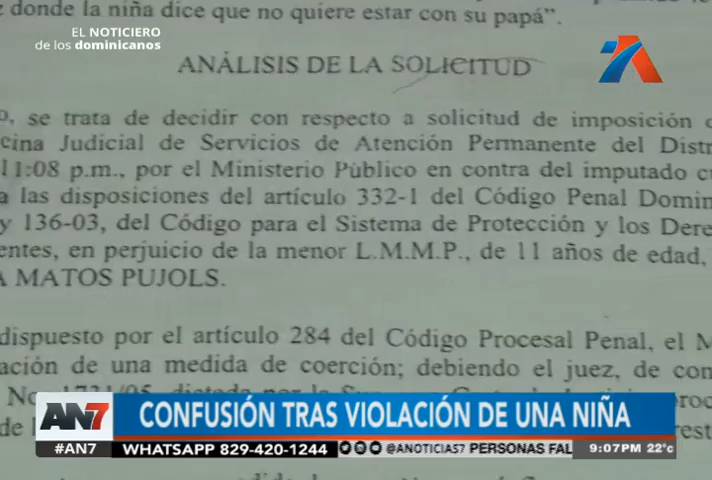 donde la niña dice que no quiere estar con su papá”.
EL NOTICIERO
de los dominicanos
ANÁLISIS DE LA SOLICITUD
se trata de decidir con respecto a solicitud de imposición
Judicial de Servicios de Atención Permanente del
11:08 p.m., por el Ministerio Público en contra del imputado
a las disposiciones del artículo 332-1 del Código Penal
y 136-03, del Código para el Sistema de Protección y los
en perjuicio de la menor L.M.M.P., de 11 años de edad,
MATOS PUJOLS.
dispuesto por el artículo 284 del Código Procesal Penal, el
de una medida de coerción; debiendo el juez, de
AN7
CONFUSIÓN TRAS VIOLACIÓN DE UNA NIÑA
#AN7
WHATSAPP 829-420-1244
@ANOTICIAS7 PERSONAS FAL
9:07PM 22°c